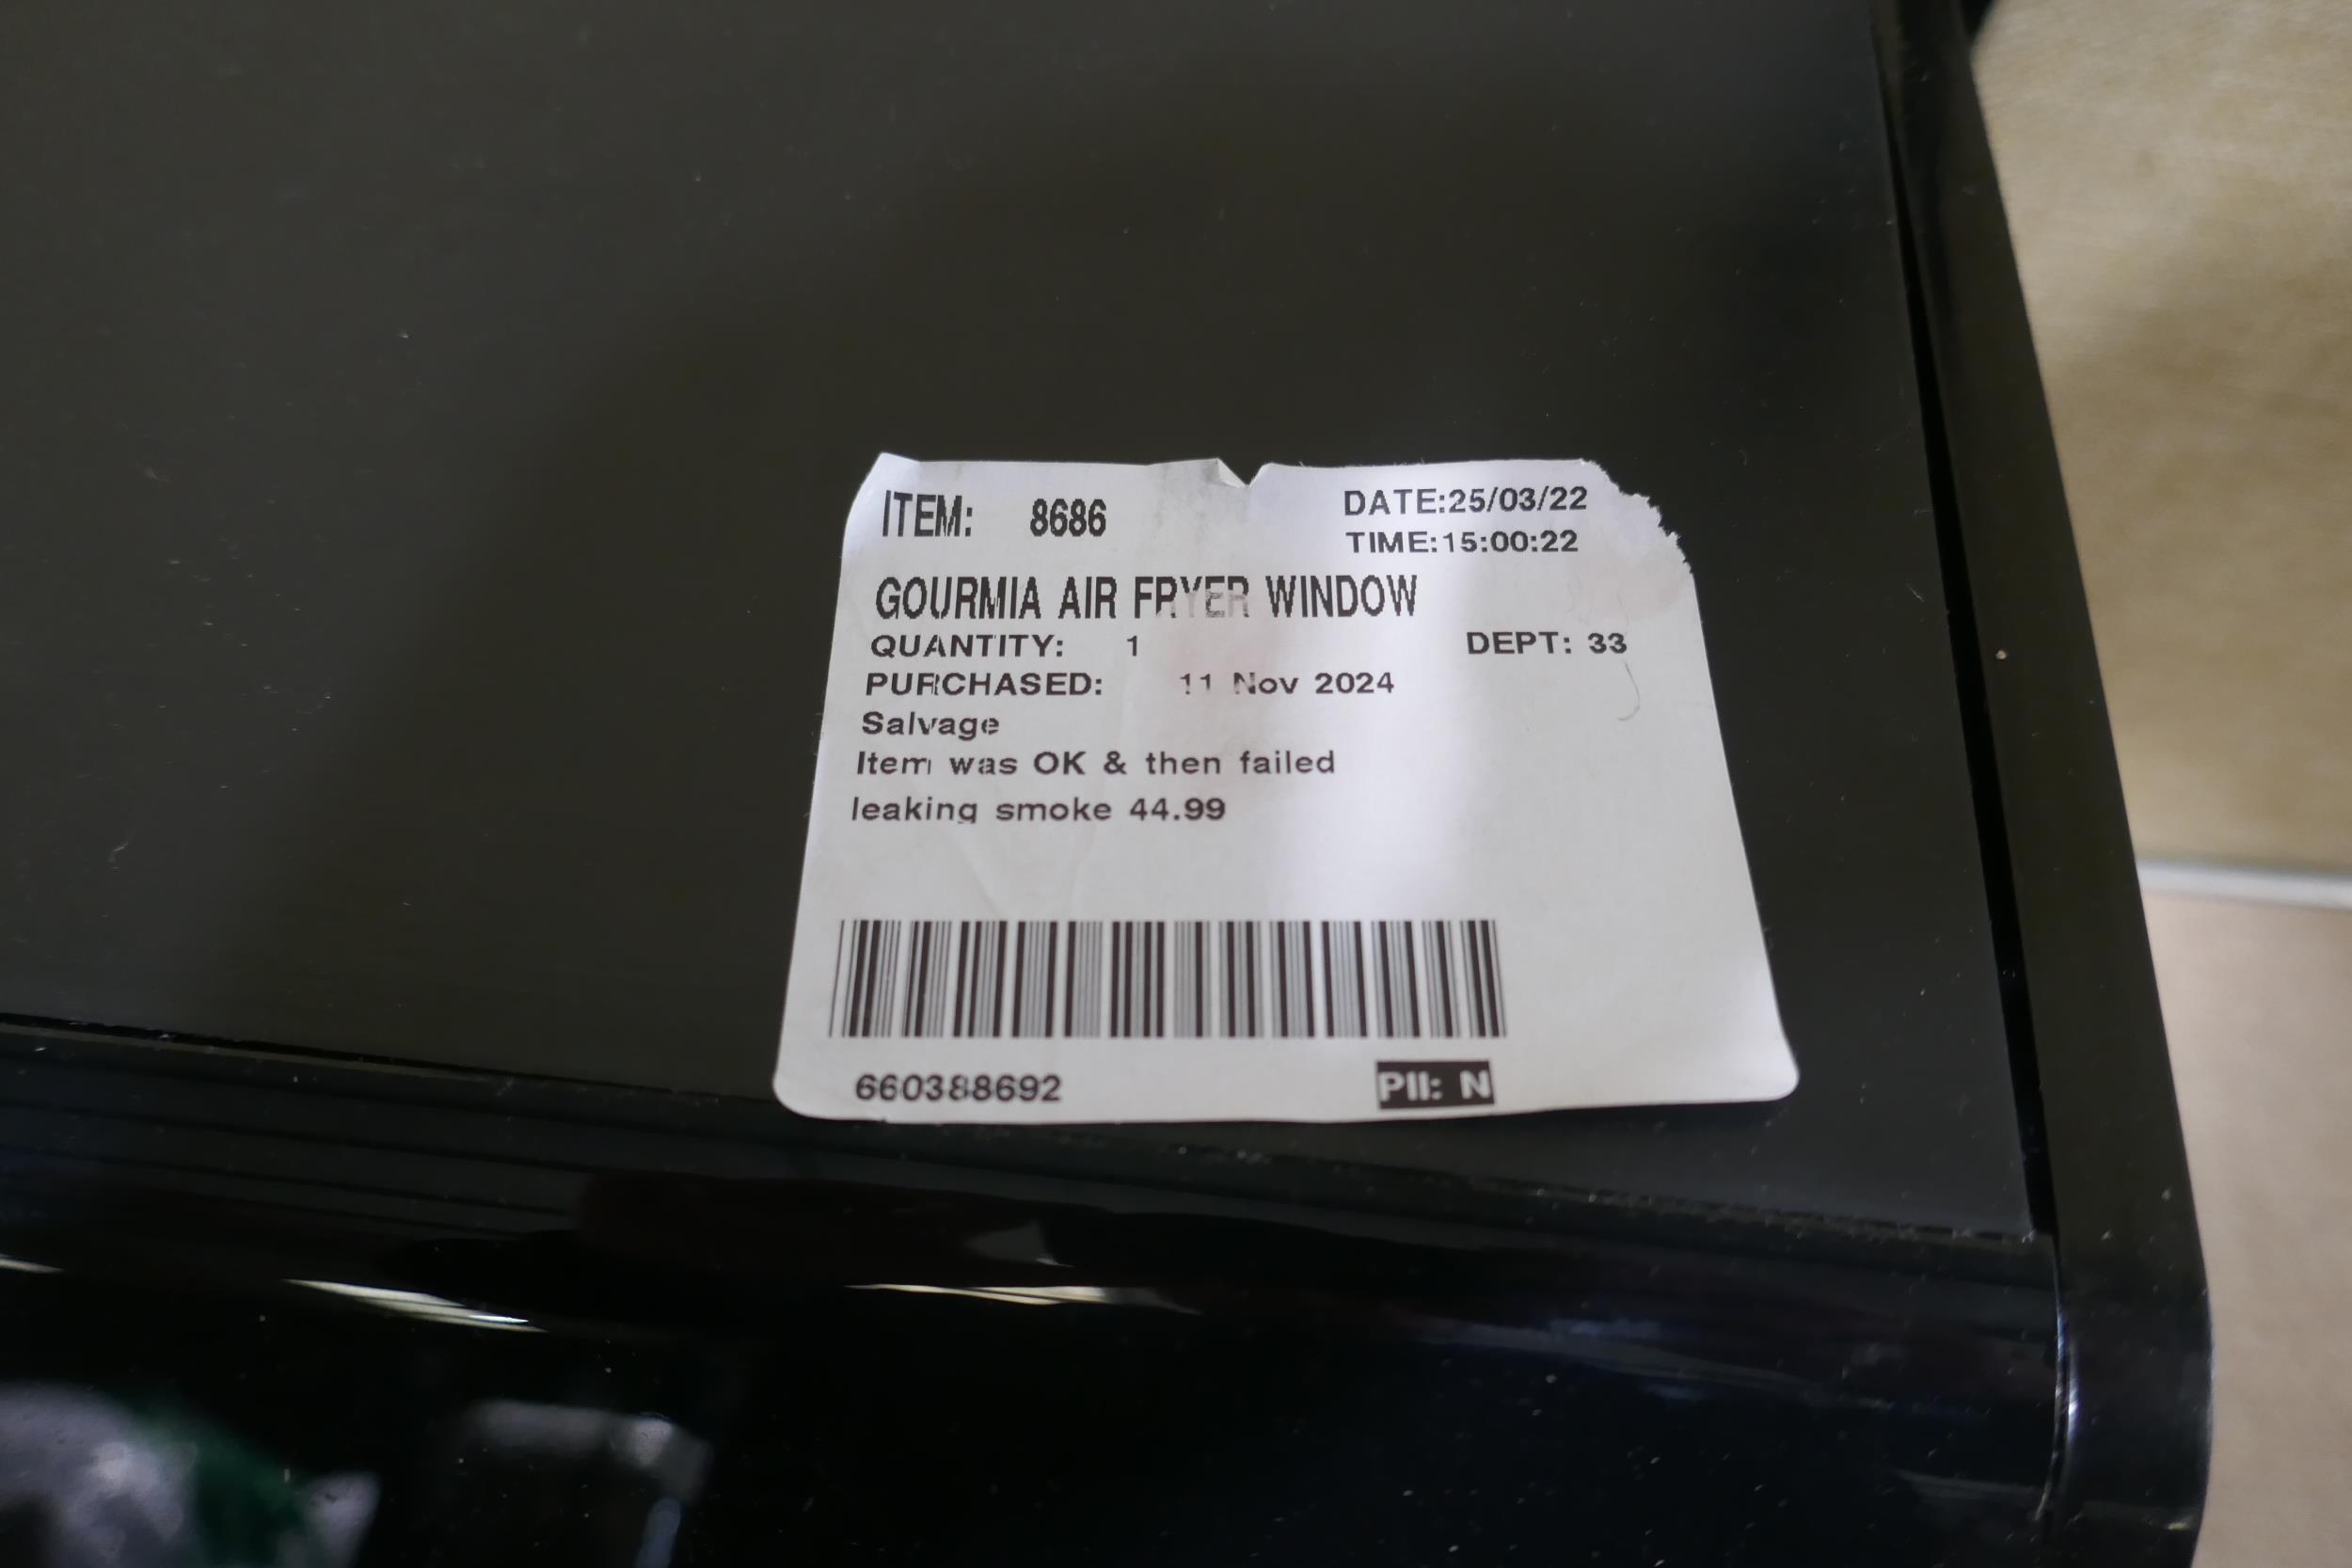 ITEM: 8686 DATE:25/03/22
TIME:15:00:22
GOURMIA AIR FRYER WINDOW
QUANTITY: 1 DEPT: 33
PURCHASED: 11 Nov 2024
Salvage
Item was OK & then failed
leaking smoke 44.99
660388692 PII: N